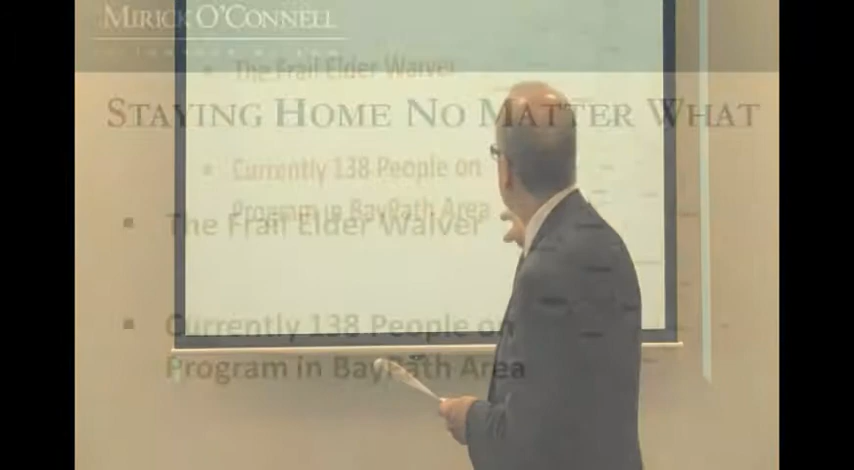 MIRICK O'CONNELL
The Frail Elder Waiver
STAYING HOME NO MATTER WHAT
Currently 138 People on
Program in BayPath Area
The Frail Elder Waiver
Currently 138 People on
Program in BayPath Area